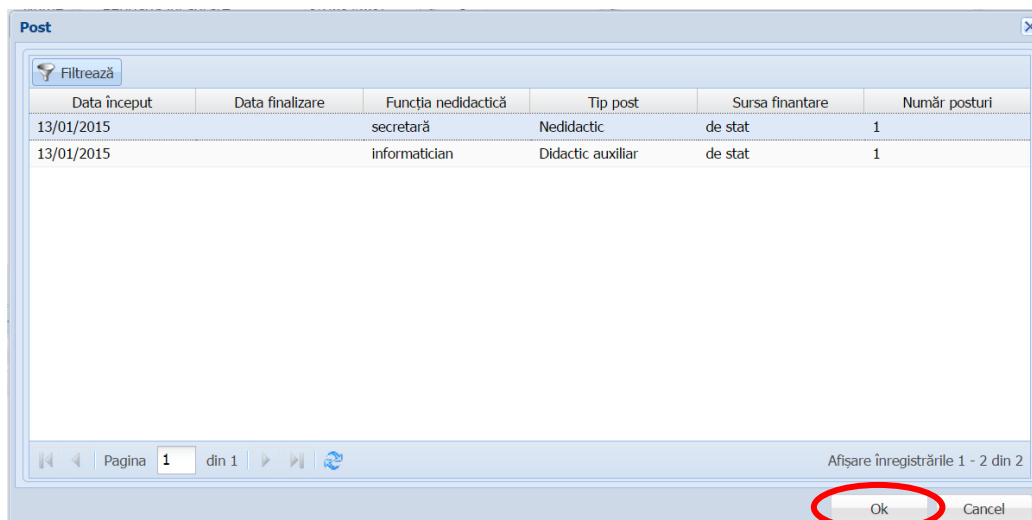 Post
Filtrează
Data început Data finalizare Funcția nedidactică Tip post Sursa finantare Număr posturi
13/01/2015 secretară Nedidactic de stat 1
13/01/2015 informatician Didactic auxiliar de stat 1
Pagina 1 din 1 Afișare înregistrările 1 - 2 din 2
Ok Cancel